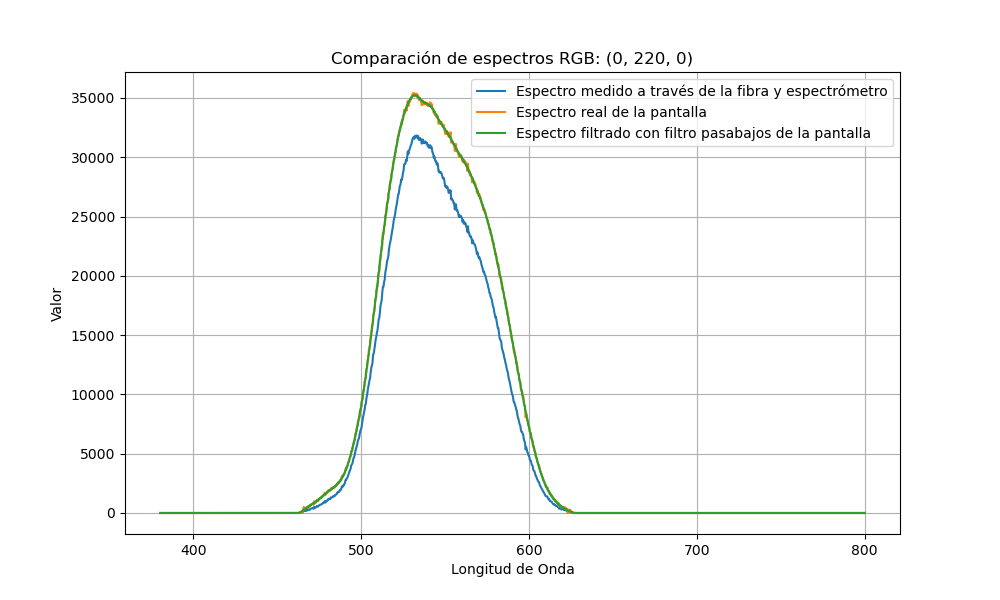 Comparación de espectros RGB: (0, 220, 0)
Espectro medido a través de la fibra y espectrómetro
Espectro real de la pantalla
Espectro filtrado con filtro pasabajos de la pantalla
35000
30000
25000
20000
15000
10000
5000
0
Valor
400
500
600
700
800
Longitud de Onda